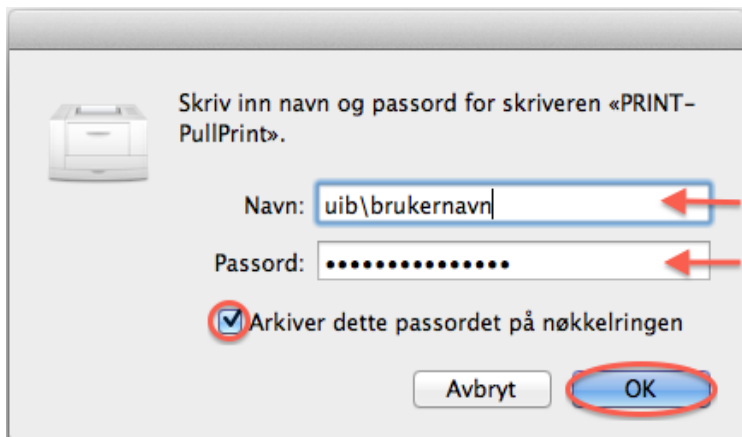 Skriv inn navn og passord for skriveren «PRINT-
PullPrint».
Navn: uib\brukernavn
Passord: •••••••••••••••
Arkiver dette passordet på nøkkelringen
Avbryt OK